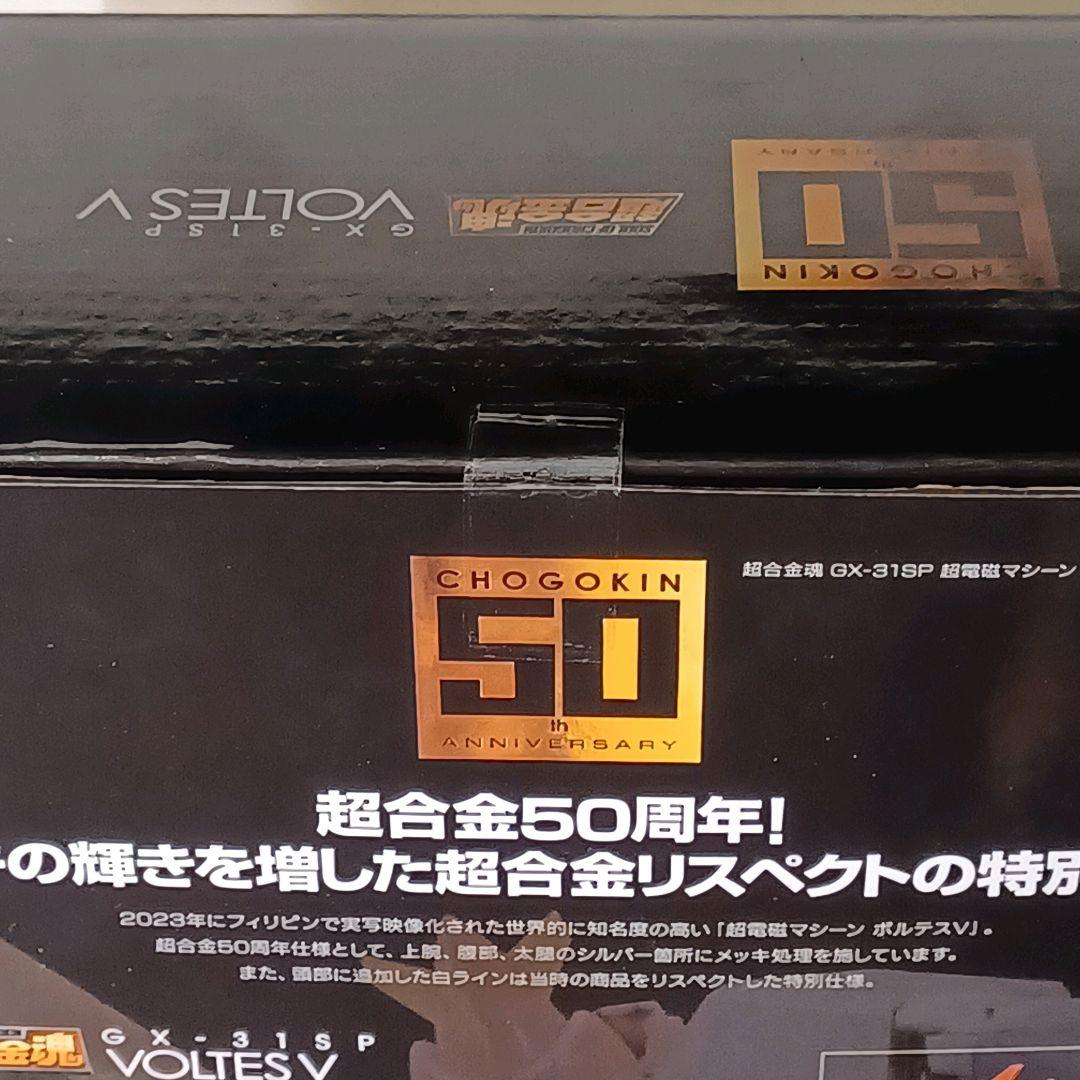 CHOGOKIN
50
th
ANNIVERSARY
超合金魂
SOUL OF CHOGOKIN
GX-31SP
VOLTES V
CHOGOKIN
50
th
ANNIVERSARY
超合金魂 GX-31SP 超電磁マシーン
超合金50周年!
の輝きを増した超合金リスペクトの特別
2023年にフィリピンで実写映像化された世界的に知名度の高い「超電磁マシーン ボルテスV」。
超合金50周年仕様として、上腕、腹部、太腿のシルバー箇所にメッキ処理を施しています。
また、頭部に追加した白ラインは当時の商品をリスペクトした特別仕様。
金魂
GX-31SP
VOLTES V